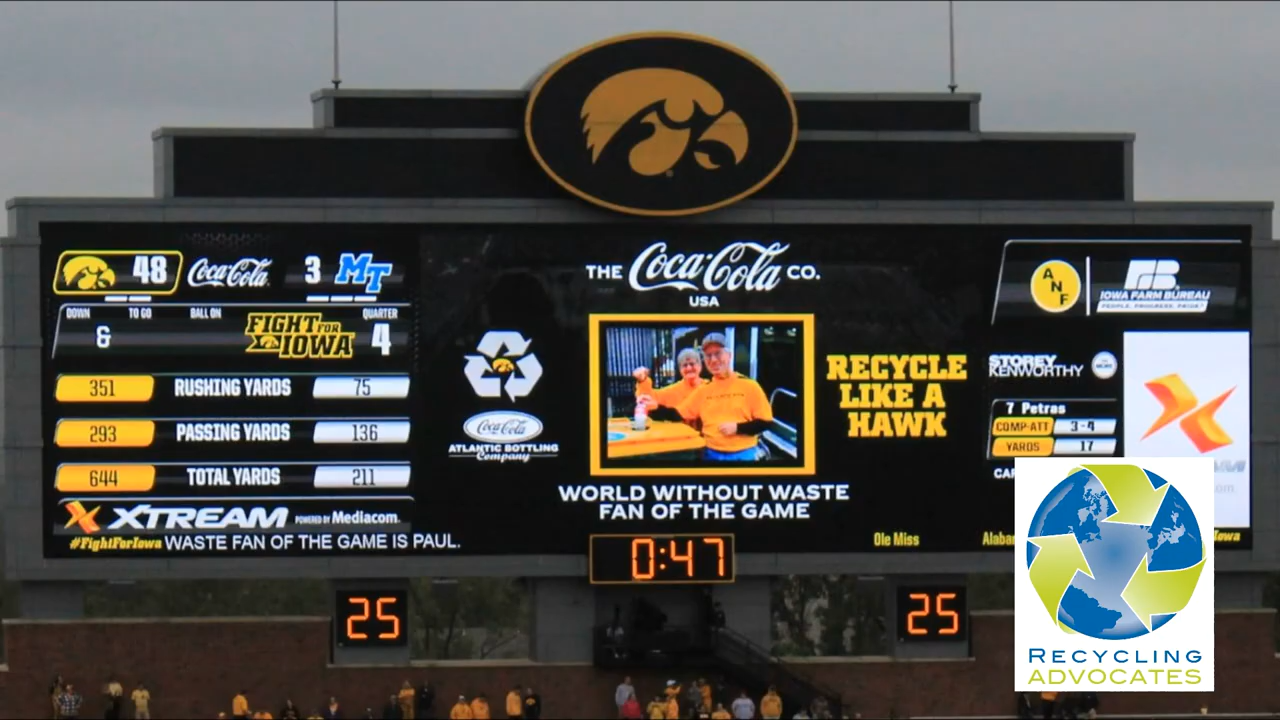 48 Coca-Cola 3 MT
DOWN TO GO BALL ON QUARTER
& FIGHT FOR IOWA 4
351 RUSHING YARDS 75
293 PASSING YARDS 136
644 TOTAL YARDS 211
XTREAM POWERED BY Mediacom
#FightForIowa WASTE FAN OF THE GAME IS PAUL.
THE Coca-Cola CO.
USA
Coca-Cola
ATLANTIC BOTTLING
Company
RECYCLE
LIKE A
HAWK
WORLD WITHOUT WASTE
FAN OF THE GAME
ANF
FB
IOWA FARM BUREAU
PEOPLE. PROGRESS. PRIDE.
STOREY
KENWORTHY
7 Petras
COMP-ATT 3-4
YARDS 17
Ole Miss
0:47
25
25
RECYCLING
ADVOCATES